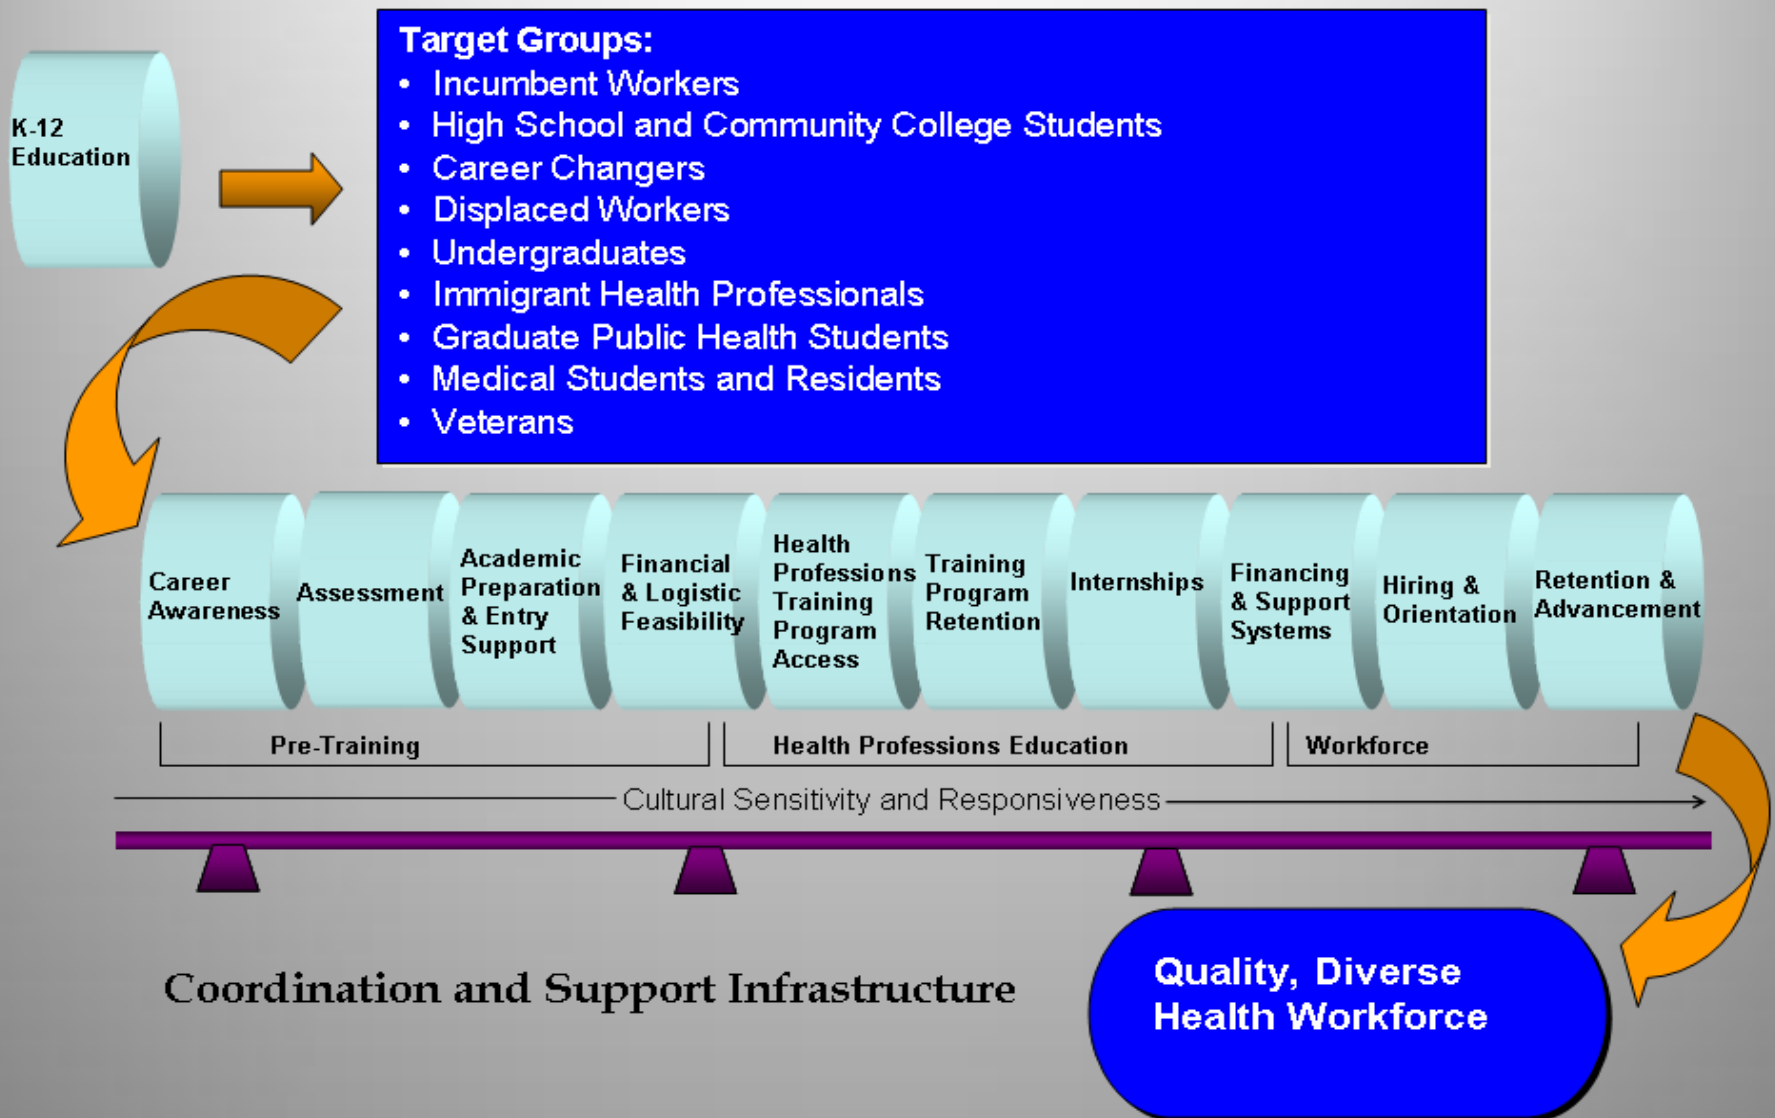 K-12
Education
Target Groups:
• Incumbent Workers
• High School and Community College Students
• Career Changers
• Displaced Workers
• Undergraduates
• Immigrant Health Professionals
• Graduate Public Health Students
• Medical Students and Residents
• Veterans
Career
Awareness
Assessment
Academic
Preparation
& Entry
Support
Financial
& Logistic
Feasibility
Health
Professions
Training
Program
Access
Training
Program
Retention
Internships
Financing
& Support
Systems
Hiring &
Orientation
Retention &
Advancement
Pre-Training
Health Professions Education
Workforce
Cultural Sensitivity and Responsiveness
Coordination and Support Infrastructure
Quality, Diverse
Health Workforce